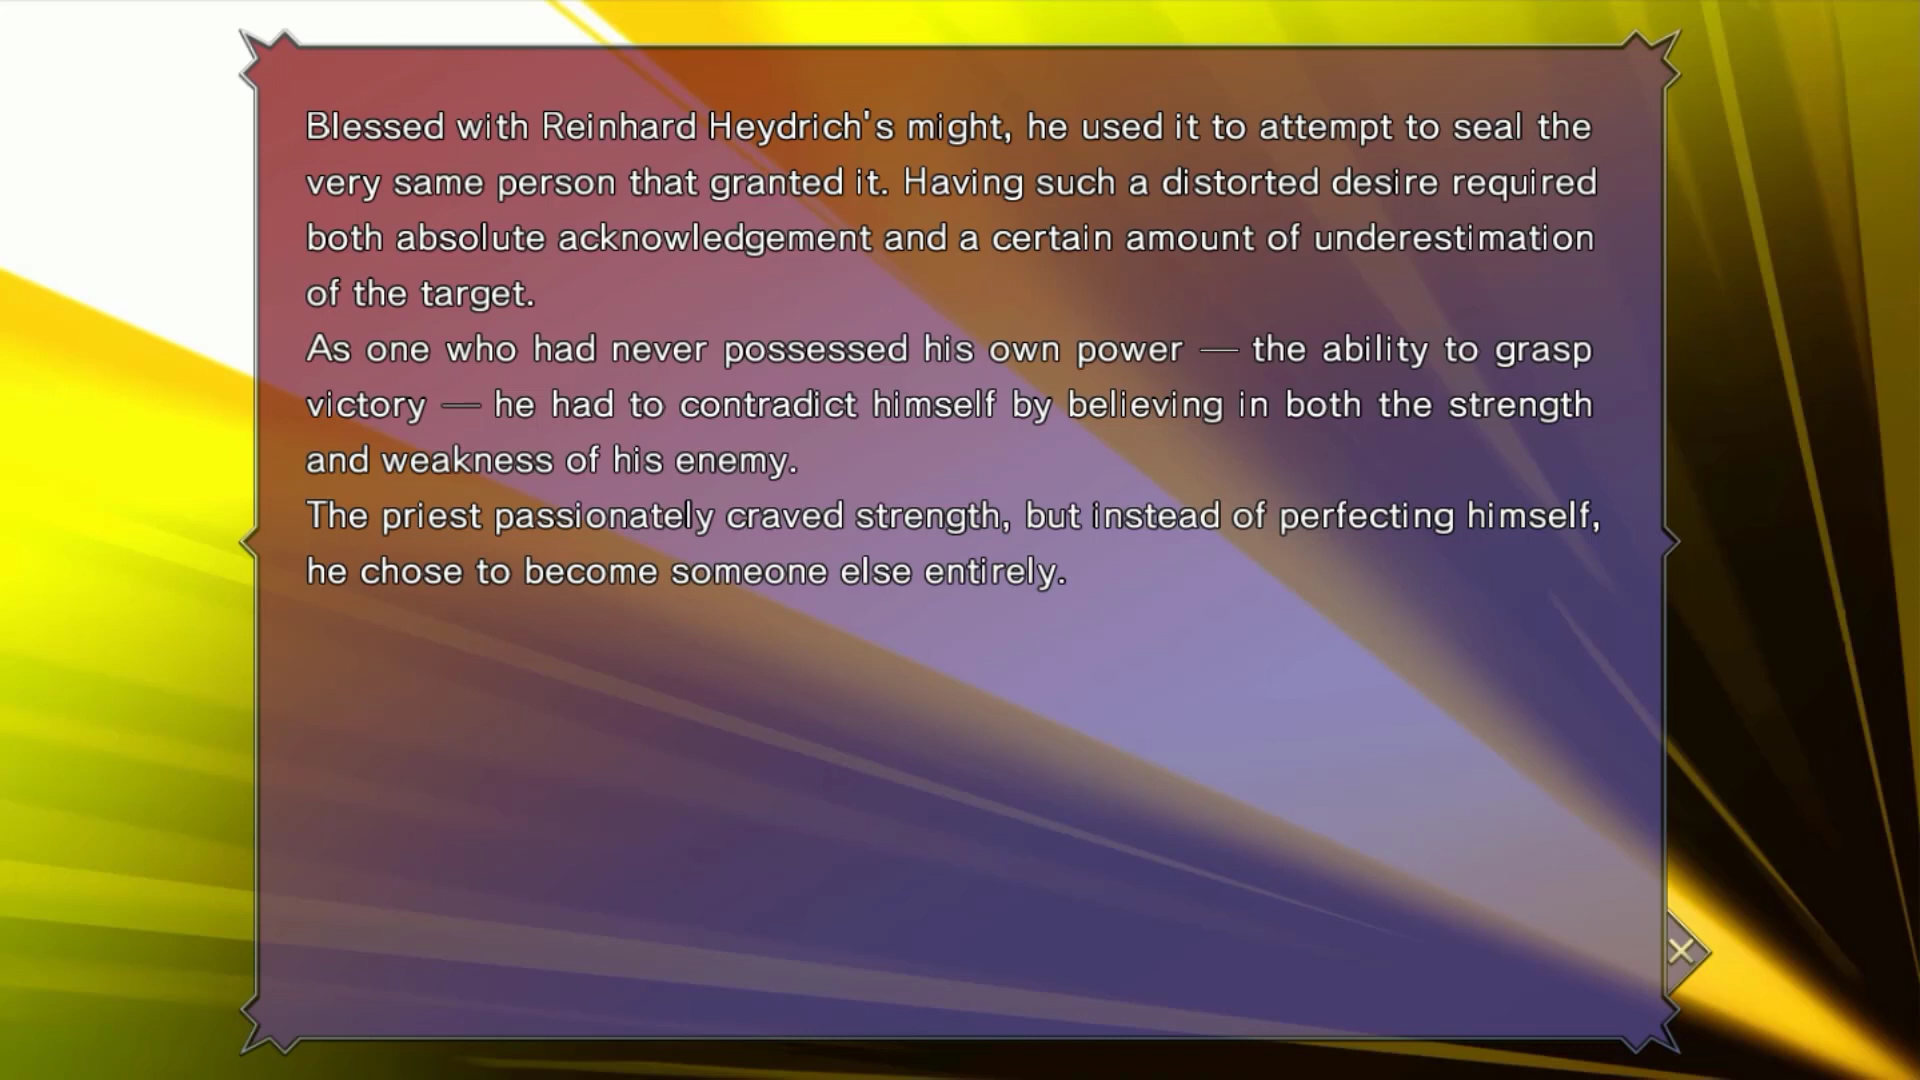 Blessed with Reinhard Heydrich's might, he used it to attempt to seal the
very same person that granted it. Having such a distorted desire required
both absolute acknowledgement and a certain amount of underestimation
of the target.
As one who had never possessed his own power — the ability to grasp
victory — he had to contradict himself by believing in both the strength
and weakness of his enemy.
The priest passionately craved strength, but instead of perfecting himself,
he chose to become someone else entirely.